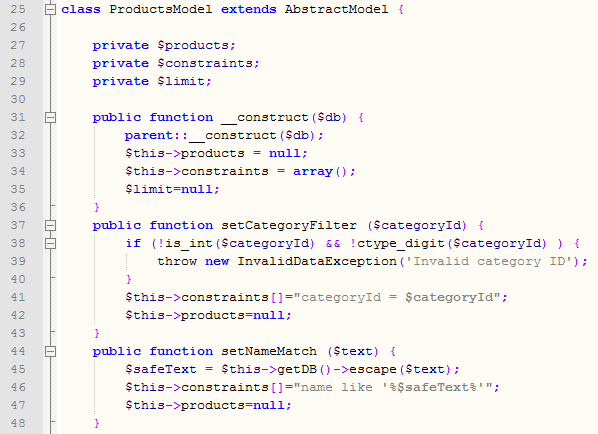 25 class ProductsModel extends AbstractModel {
26
27     private $products;
28     private $constraints;
29     private $limit;
30
31     public function __construct($db) {
32         parent::__construct($db);
33         $this->products = null;
34         $this->constraints = array();
35         $limit=null;
36     }
37     public function setCategoryFilter ($categoryId) {
38         if (!is_int($categoryId) && !ctype_digit($categoryId) ) {
39             throw new InvalidDataException('Invalid category ID');
40         }
41         $this->constraints[]="categoryId = $categoryId";
42         $this->products=null;
43     }
44     public function setNameMatch ($text) {
45         $safeText = $this->getDB()->escape($text);
46         $this->constraints[]="name like '%$safeText%'";
47         $this->products=null;
48     }